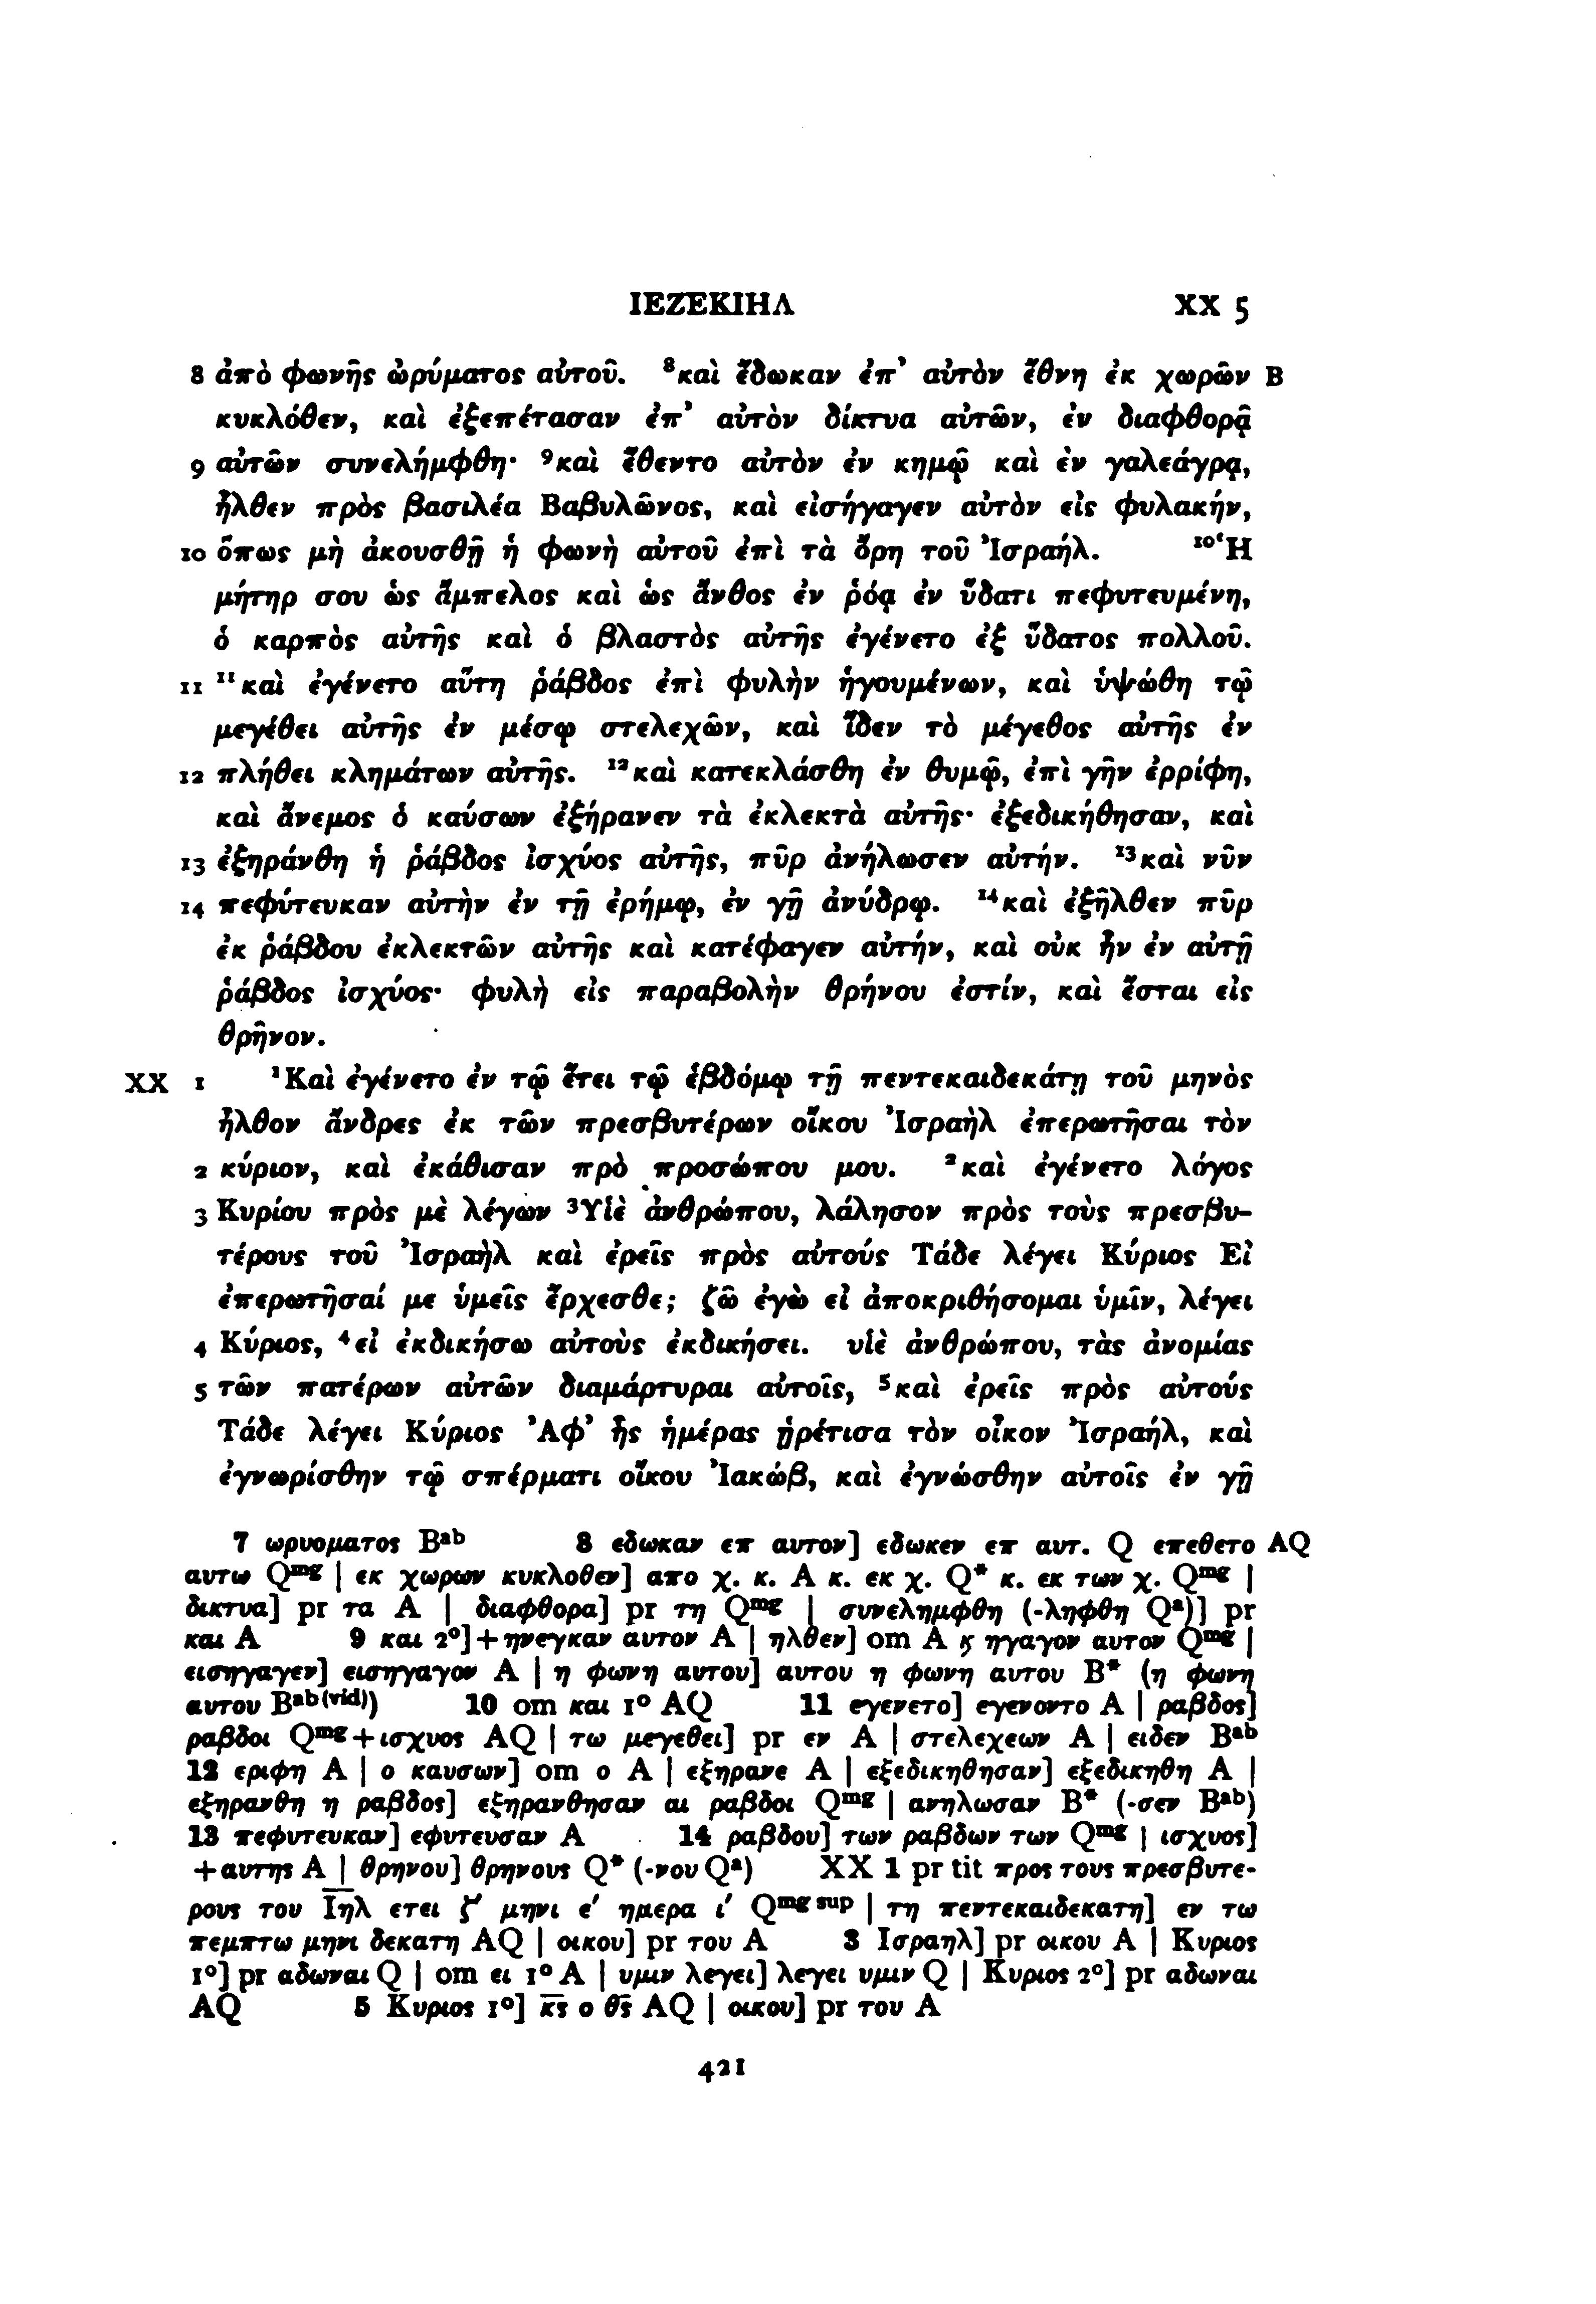 ΙΕΖΕΚΙΗΛ XX 5
8 ἀπὸ φωνῆς ὠρύματος αὐτοῦ. ⁸καὶ ἔδωκαν ἐπ᾽ αὐτὸν ἔθνη ἐκ χωρῶν B
κυκλόθεν, καὶ ἐξεπέτασαν ἐπ᾽ αὐτὸν δίκτυα αὐτῶν, ἐν διαφθορᾷ
9 αὐτῶν συνελήμφθη· ⁹καὶ ἔθεντο αὐτὸν ἐν κημῷ καὶ ἐν γαλεάγρᾳ,
ἦλθεν πρὸς βασιλέα Βαβυλῶνος, καὶ εἰσήγαγεν αὐτὸν εἰς φυλακήν,
10 ὅπως μὴ ἀκουσθῇ ἡ φωνὴ αὐτοῦ ἐπὶ τὰ ὄρη τοῦ Ἰσραήλ. ¹⁰Ἡ
μήτηρ σου ὡς ἄμπελος καὶ ὡς ἄνθος ἐν ῥόᾳ ἐν ὕδατι πεφυτευμένη,
ὁ καρπὸς αὐτῆς καὶ ὁ βλαστὸς αὐτῆς ἐγένετο ἐξ ὕδατος πολλοῦ.
11 ¹¹καὶ ἐγένετο αὕτη ῥάβδος ἐπὶ φυλὴν ἡγουμένων, καὶ ὑψώθη τῷ
μεγέθει αὐτῆς ἐν μέσῳ στελεχῶν, καὶ ἴδεν τὸ μέγεθος αὐτῆς ἐν
12 πλήθει κλημάτων αὐτῆς. ¹²καὶ κατεκλάσθη ἐν θυμῷ, ἐπὶ γῆν ἐρρίφη,
καὶ ἄνεμος ὁ καύσων ἐξήρανεν τὰ ἐκλεκτὰ αὐτῆς· ἐξεδικήθησαν, καὶ
13 ἐξηράνθη ἡ ῥάβδος ἰσχύος αὐτῆς, πῦρ ἀνήλωσεν αὐτήν. ¹³καὶ νῦν
14 πεφύτευκαν αὐτὴν ἐν τῇ ἐρήμῳ, ἐν γῇ ἀνύδρῳ. ¹⁴καὶ ἐξῆλθεν πῦρ
ἐκ ῥάβδου ἐκλεκτῶν αὐτῆς καὶ κατέφαγεν αὐτήν, καὶ οὐκ ἦν ἐν αὐτῇ
ῥάβδος ἰσχύος· φυλὴ εἰς παραβολὴν θρήνου ἐστίν, καὶ ἔσται εἰς
θρῆνον.
XX 1 ¹Καὶ ἐγένετο ἐν τῷ ἔτει τῷ ἑβδόμῳ τῇ πεντεκαιδεκάτῃ τοῦ μηνὸς
ἦλθον ἄνδρες ἐκ τῶν πρεσβυτέρων οἴκου Ἰσραὴλ ἐπερωτῆσαι τὸν
2 κύριον, καὶ ἐκάθισαν πρὸ προσώπου μου. ²καὶ ἐγένετο λόγος
3 Κυρίου πρὸς μὲ λέγων ³Υἱὲ ἀνθρώπου, λάλησον πρὸς τοὺς πρεσβυ-
τέρους τοῦ Ἰσραὴλ καὶ ἐρεῖς πρὸς αὐτούς Τάδε λέγει Κύριος Εἰ
ἐπερωτῆσαί με ὑμεῖς ἔρχεσθε; ζῶ ἐγὼ εἰ ἀποκριθήσομαι ὑμῖν, λέγει
4 Κύριος, ⁴εἰ ἐκδικήσω αὐτοὺς ἐκδικήσει. υἱὲ ἀνθρώπου, τὰς ἀνομίας
5 τῶν πατέρων αὐτῶν διαμάρτυραι αὐτοῖς, ⁵καὶ ἐρεῖς πρὸς αὐτούς
Τάδε λέγει Κύριος Ἀφ᾽ ἧς ἡμέρας ᾑρέτισα τὸν οἶκον Ἰσραήλ, καὶ
ἐγνωρίσθην τῷ σπέρματι οἴκου Ἰακώβ, καὶ ἐγνώσθην αὐτοῖς ἐν γῇ
7 ωρυοματος Bᵃᵇ 8 εδωκαν επ αυτον] εδωκεν επ αυτ. Q επεθετο AQ
αυτω Qᵐᵍ | εκ χωρων κυκλοθεν] απο χ. κ. A κ. εκ χ. Q* κ. εκ των χ. Qᵐᵍ |
δικτυα] pr τα A | διαφθορα] pr τη Qᵐᵍ | συνελημφθη (-ληφθη Qᵃ)] pr
και A 9 και 2°]+ηνεγκαν αυτον A | ηλθεν] om A ϗ ηγαγον αυτον Qᵐᵍ |
εισηγαγεν] εισηγαγον A | η φωνη αυτου] αυτου η φωνη αυτου B* (η φωνη
αυτου Bᵃᵇ⁽ᵛⁱᵈ⁾) 10 om και 1° AQ 11 εγενετο] εγενοντο A | ραβδος]
ραβδοι Qᵐᵍ+ισχυος AQ | τω μεγεθει] pr εν A | στελεχεων A | ειδεν Bᵃᵇ
12 εριφη A | ο καυσων] om ο A | εξηρανε A | εξεδικηθησαν] εξεδικηθη A |
εξηρανθη η ραβδος] εξηρανθησαν αι ραβδοι Qᵐᵍ | ανηλωσαν B* (-σεν Bᵃᵇ)
13 πεφυτευκαν] εφυτευσαν A 14 ραβδου] των ραβδων των Qᵐᵍ | ισχυος]
+αυτης A | θρηνου] θρηνους Q* (-νου Qᵃ) XX 1 pr tit προς τους πρεσβυτε-
ρους του Ιη̅λ ετει ζ′ μηνι ε′ ημερα ι′ Qᵐᵍ ˢᵘᵖ | τη πεντεκαιδεκατη] εν τω
πεμπτω μηνι δεκατη AQ | οικου] pr του A 3 Ισραηλ] pr οικου A | Κυριος
1°] pr αδωναι Q | om ει 1° A | υμιν λεγει] λεγει υμιν Q | Κυριος 2°] pr αδωναι
AQ 5 Κυριος 1°] κ̅ς̅ ο θ̅ς̅ AQ | οικου] pr του A
421